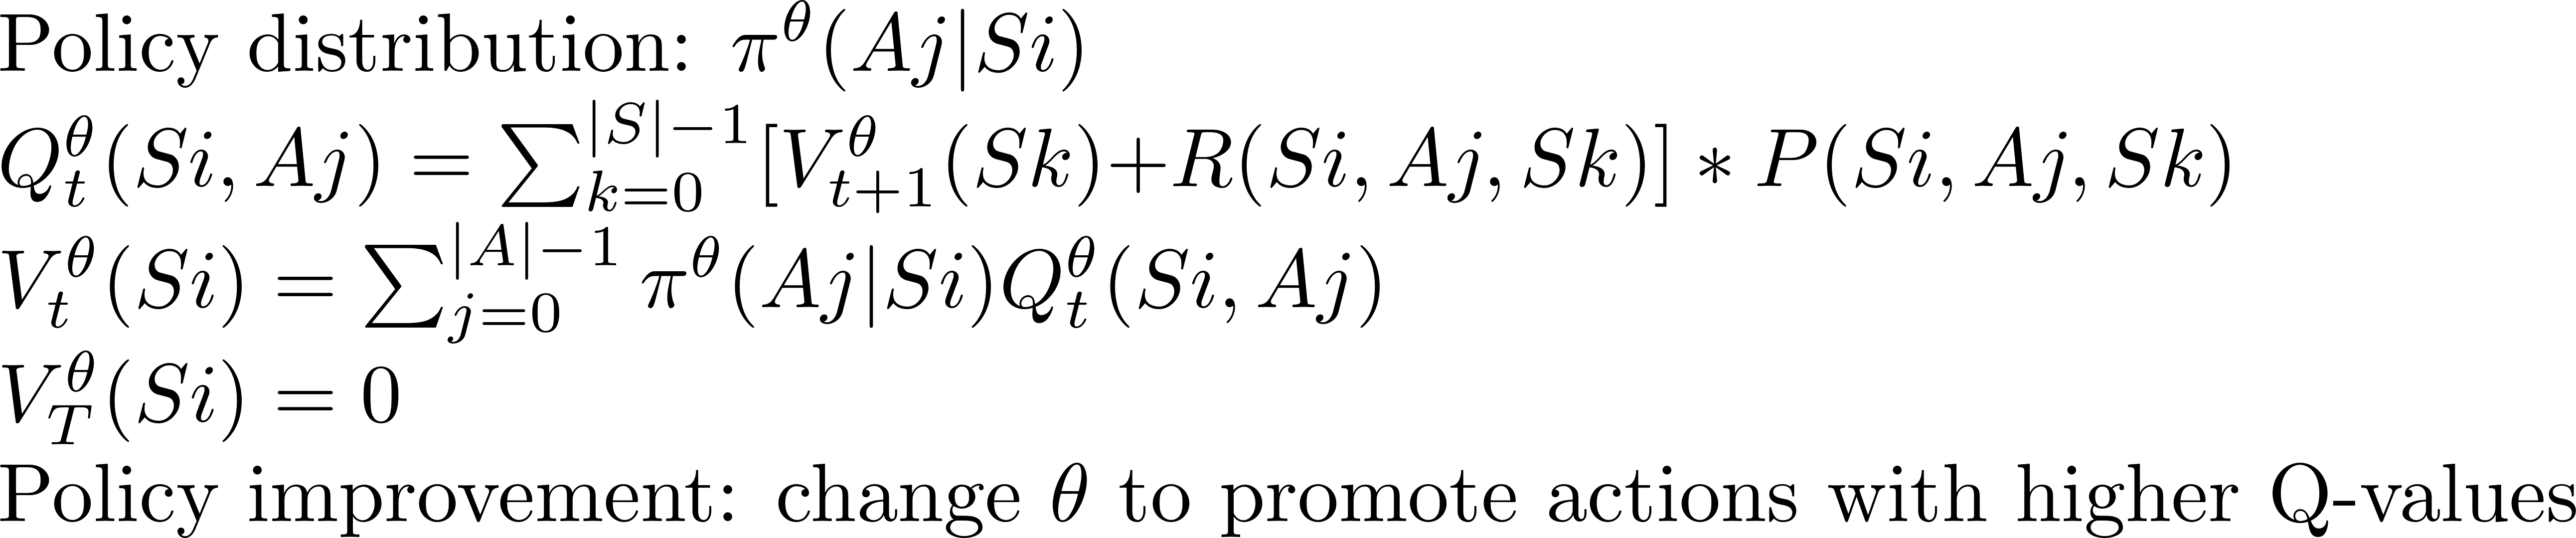 Policy distribution: π^θ(Aj|Si)
Q_t^θ(Si, Aj) = ∑_{k=0}^{|S|−1}[V_{t+1}^θ(Sk)+R(Si, Aj, Sk)] ∗ P(Si, Aj, Sk)
V_t^θ(Si) = ∑_{j=0}^{|A|−1} π^θ(Aj|Si)Q_t^θ(Si, Aj)
V_T^θ(Si) = 0
Policy improvement: change θ to promote actions with higher Q-values